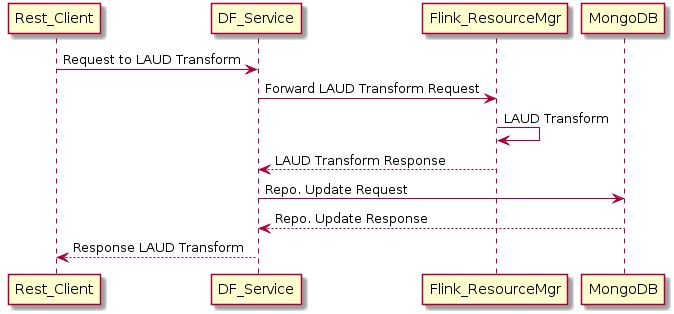 Rest_Client
DF_Service
Flink_ResourceMgr
MongoDB
Request to LAUD Transform
Forward LAUD Transform Request
LAUD Transform
LAUD Transform Response
Repo. Update Request
Repo. Update Response
Response LAUD Transform
Rest_Client
DF_Service
Flink_ResourceMgr
MongoDB